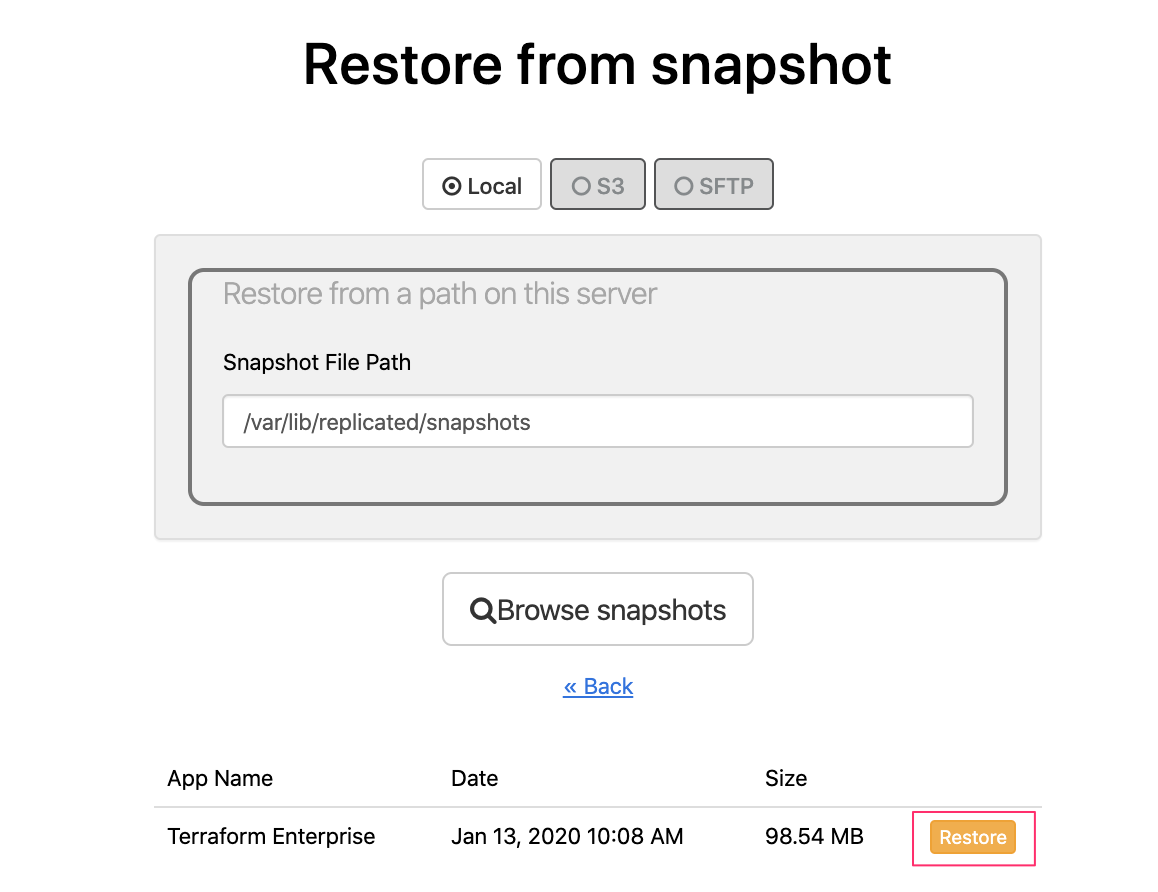 Restore from snapshot
Local S3 SFTP
Restore from a path on this server
Snapshot File Path
/var/lib/replicated/snapshots
Browse snapshots
« Back
App Name Date Size
Terraform Enterprise Jan 13, 2020 10:08 AM 98.54 MB Restore